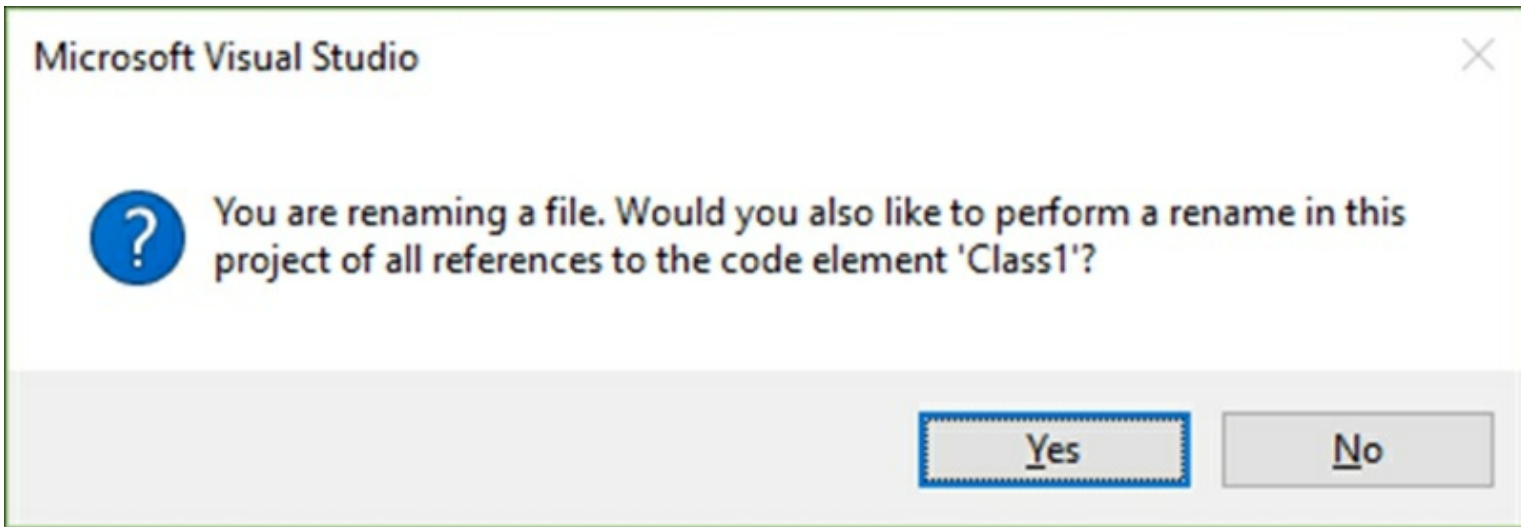 Microsoft Visual Studio
You are renaming a file. Would you also like to perform a rename in this
project of all references to the code element 'Class1'?
Yes
No